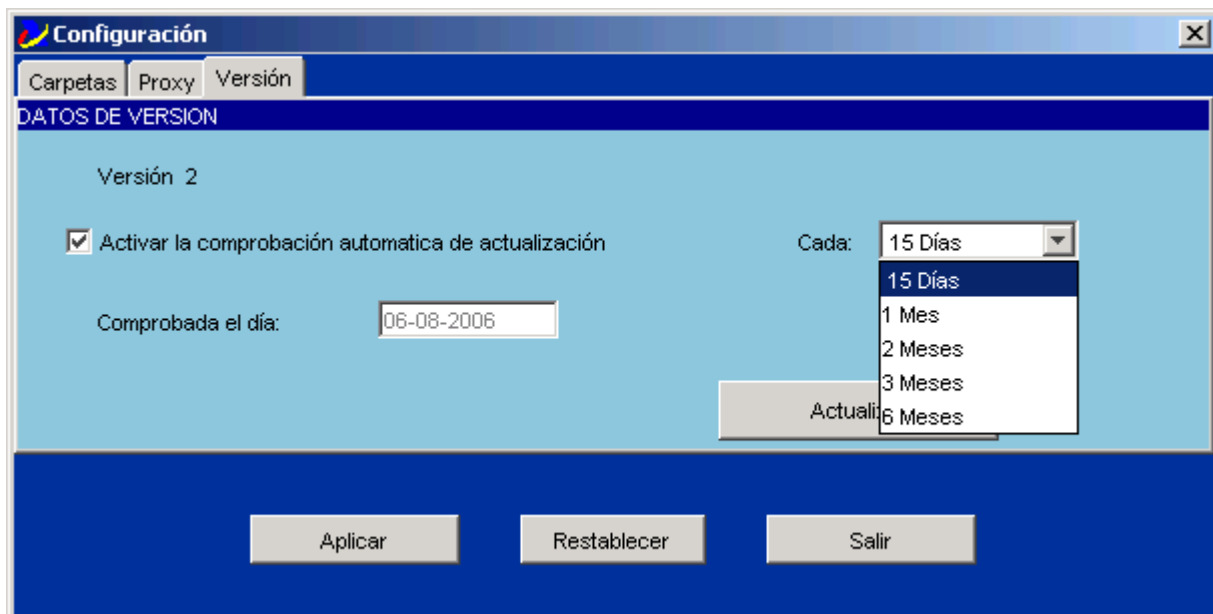 Configuración
Carpetas Proxy Versión
DATOS DE VERSION
Versión 2
Activar la comprobación automatica de actualización Cada: 15 Días
15 Días
1 Mes
Comprobada el día: 06-08-2006
2 Meses
3 Meses
6 Meses
Aplicar Restablecer Salir